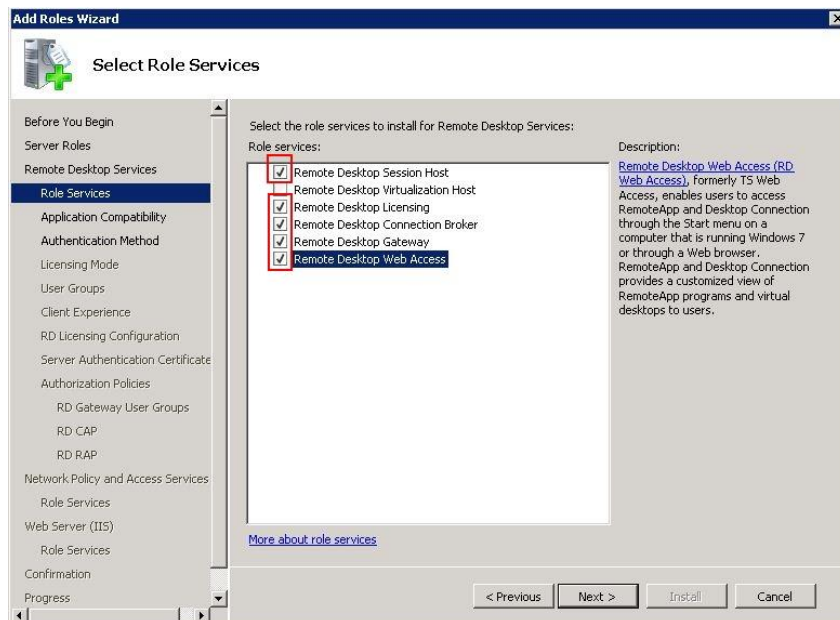 Add Roles Wizard
Select Role Services
Before You Begin
Server Roles
Remote Desktop Services
Role Services
Application Compatibility
Authentication Method
Licensing Mode
User Groups
Client Experience
RD Licensing Configuration
Server Authentication Certificate
Authorization Policies
RD Gateway User Groups
RD CAP
RD RAP
Network Policy and Access Services
Role Services
Web Server (IIS)
Role Services
Confirmation
Progress
Select the role services to install for Remote Desktop Services:
Role services:
Remote Desktop Session Host
Remote Desktop Virtualization Host
Remote Desktop Licensing
Remote Desktop Connection Broker
Remote Desktop Gateway
Remote Desktop Web Access
More about role services
Description:
Remote Desktop Web Access (RD
Web Access), formerly TS Web
Access, enables users to access
RemoteApp and Desktop Connection
through the Start menu on a
computer that is running Windows 7
or through a Web browser.
RemoteApp and Desktop Connection
provides a customized view of
RemoteApp programs and virtual
desktops to users.
< Previous
Next >
Install
Cancel